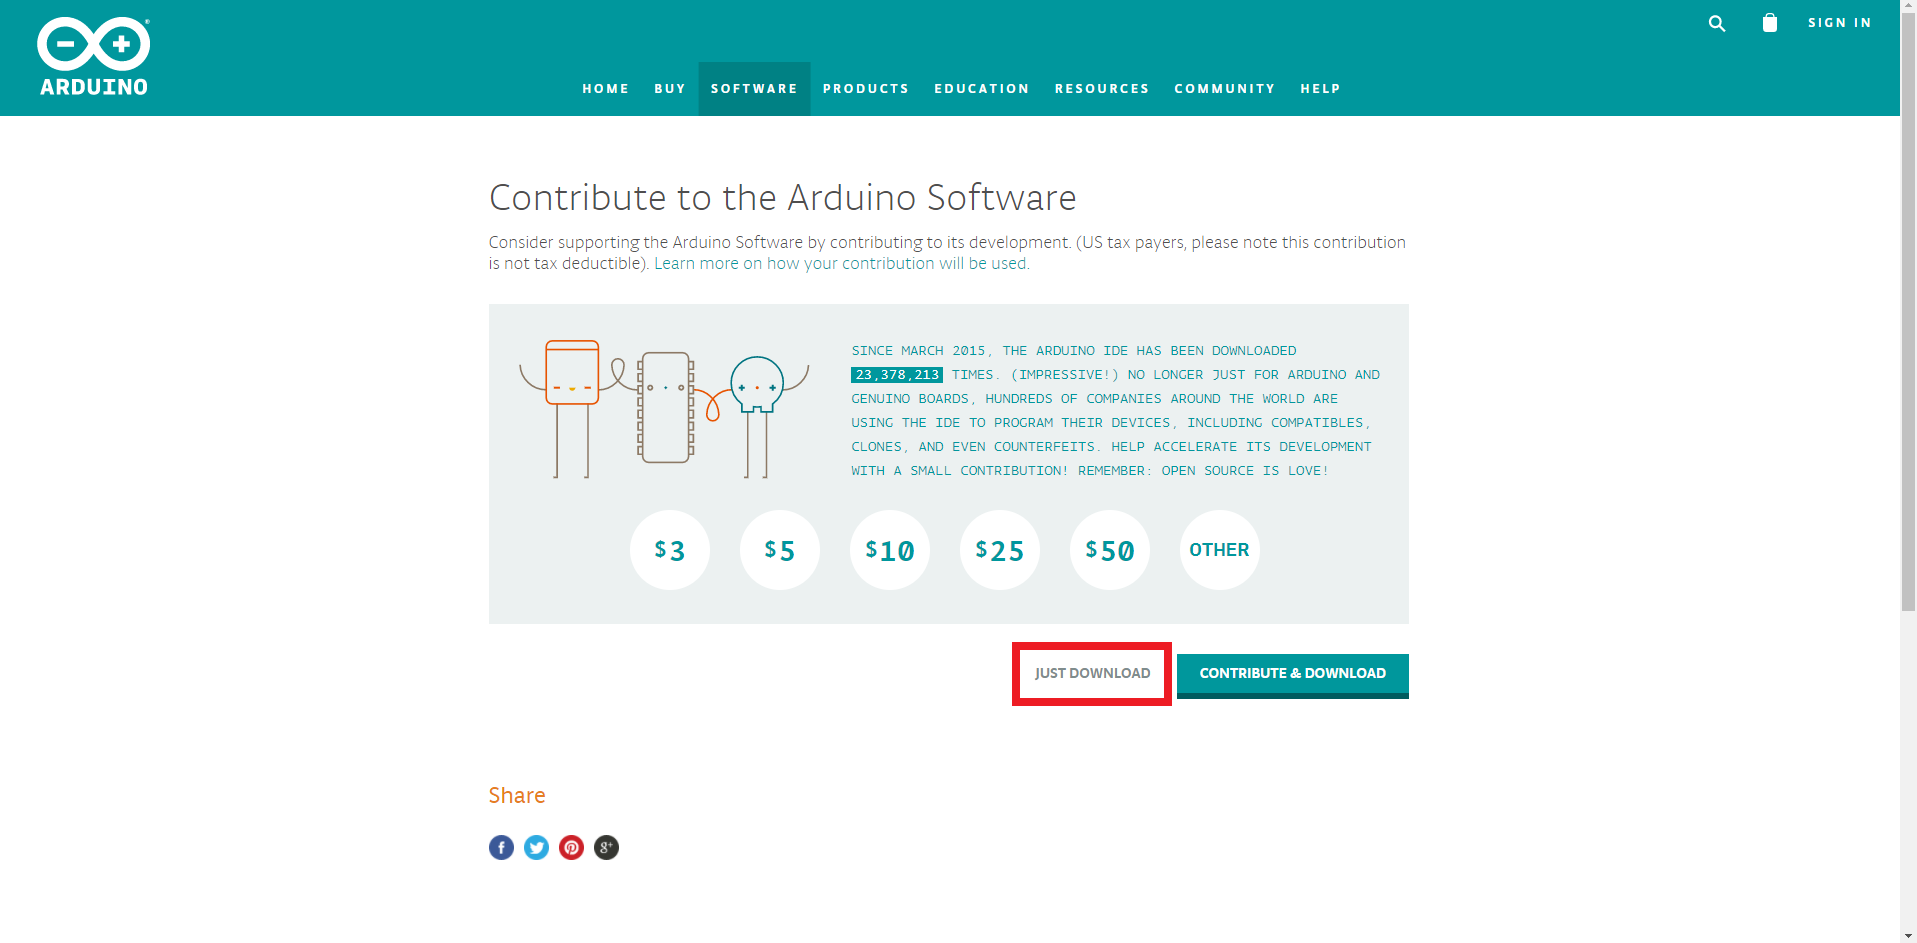 ARDUINO
SIGN IN
HOME BUY SOFTWARE PRODUCTS EDUCATION RESOURCES COMMUNITY HELP
Contribute to the Arduino Software
Consider supporting the Arduino Software by contributing to its development. (US tax payers, please note this contribution
is not tax deductible). Learn more on how your contribution will be used.
SINCE MARCH 2015, THE ARDUINO IDE HAS BEEN DOWNLOADED
23,378,213 TIMES. (IMPRESSIVE!) NO LONGER JUST FOR ARDUINO AND
GENUINO BOARDS, HUNDREDS OF COMPANIES AROUND THE WORLD ARE
USING THE IDE TO PROGRAM THEIR DEVICES, INCLUDING COMPATIBLES,
CLONES, AND EVEN COUNTERFEITS. HELP ACCELERATE ITS DEVELOPMENT
WITH A SMALL CONTRIBUTION! REMEMBER: OPEN SOURCE IS LOVE!
$3 $5 $10 $25 $50 OTHER
JUST DOWNLOAD CONTRIBUTE & DOWNLOAD
Share